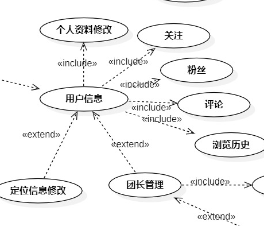 个人资料修改
关注
«include»
«include»
粉丝
«include»
用户信息
«include»
评论
«include»
«extend»
«extend»
浏览历史
定位信息修改
团长管理
«include»
«extend»